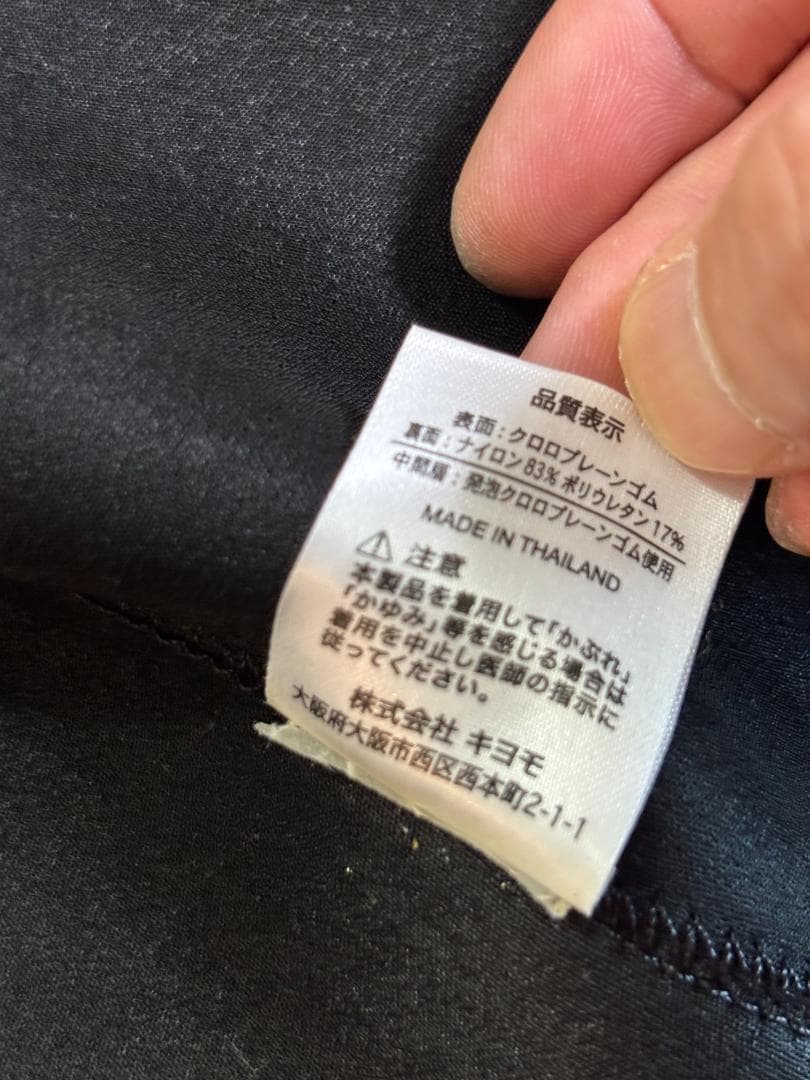 品質表示
表面:クロロプレーンゴム
裏面:ナイロン83% ポリウレタン17%
中間層:発泡クロロプレーンゴム使用
MADE IN THAILAND
⚠ 注意
本製品を着用して「かぶれ」
「かゆみ」等を感じる場合は
着用を中止し医師の指示に
従ってください。
株式会社 キヨモ
大阪府大阪市西区西本町2-1-1